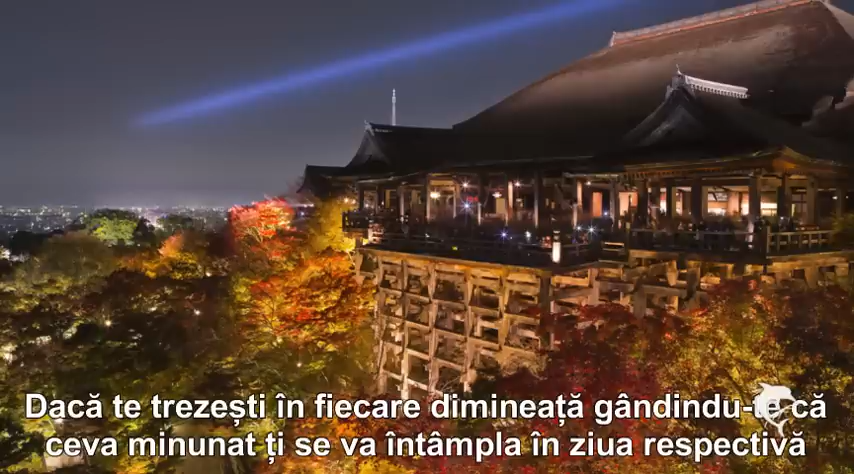 Dacă te trezești în fiecare dimineață gândindu-te că
ceva minunat ți se va întâmpla în ziua respectivă